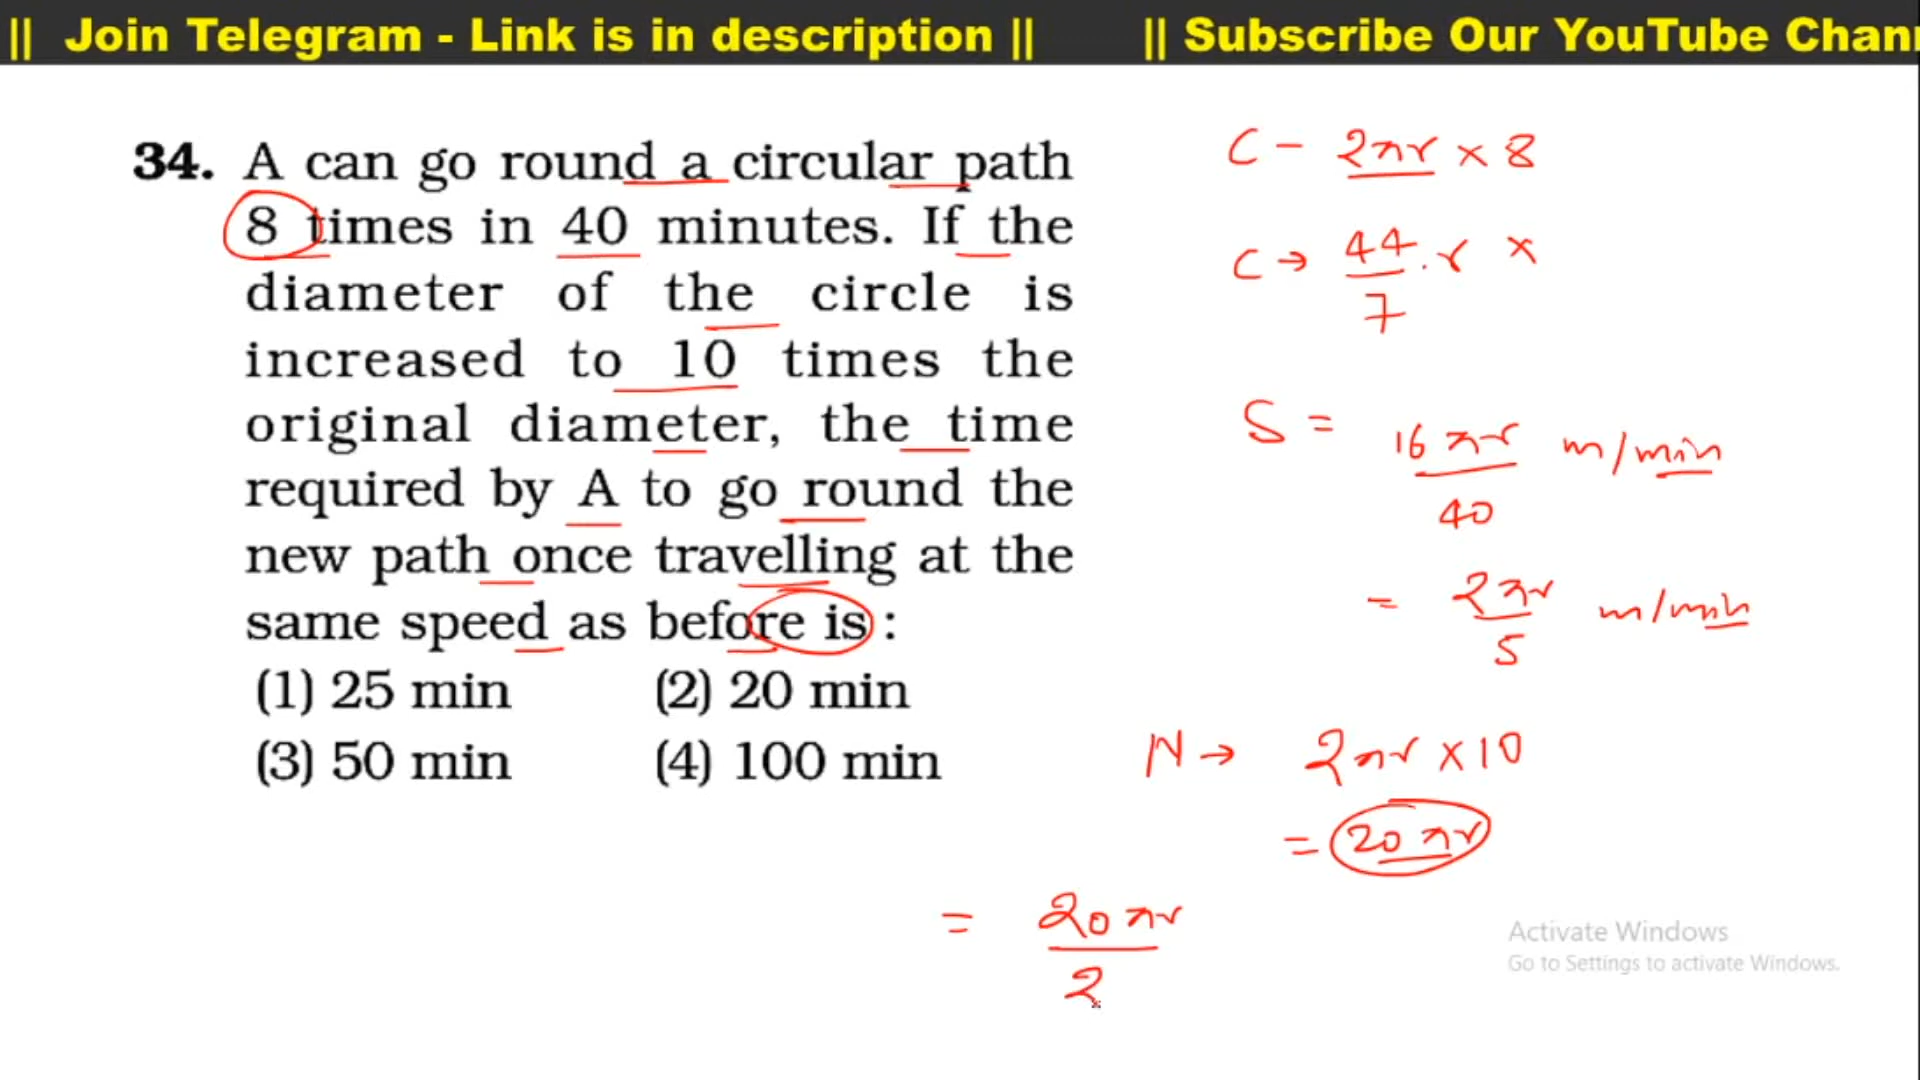 || Join Telegram - Link is in description || || Subscribe Our YouTube Chann
34. A can go round a circular path
8 times in 40 minutes. If the
diameter of the circle is
increased to 10 times the
original diameter, the time
required by A to go round the
new path once travelling at the
same speed as before is :
(1) 25 min (2) 20 min
(3) 50 min (4) 100 min
C - 2πr × 8
C → 44/7 . r ×
S = 16πr/40 m/min
= 2πr/5 m/min
N → 2πr × 10
= 20πr
= 20πr/2
Activate Windows
Go to Settings to activate Windows.